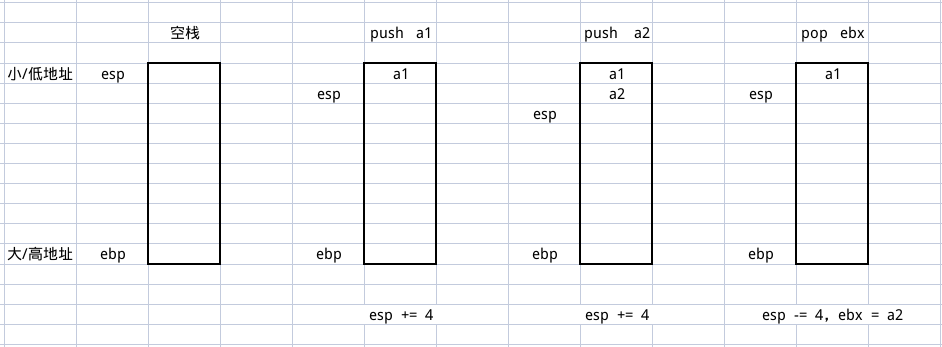 空栈 push a1 push a2 pop ebx
小/低地址 esp a1 a1 a1
esp a2 esp
esp
大/高地址 ebp ebp ebp ebp
esp += 4 esp += 4 esp -= 4, ebx = a2